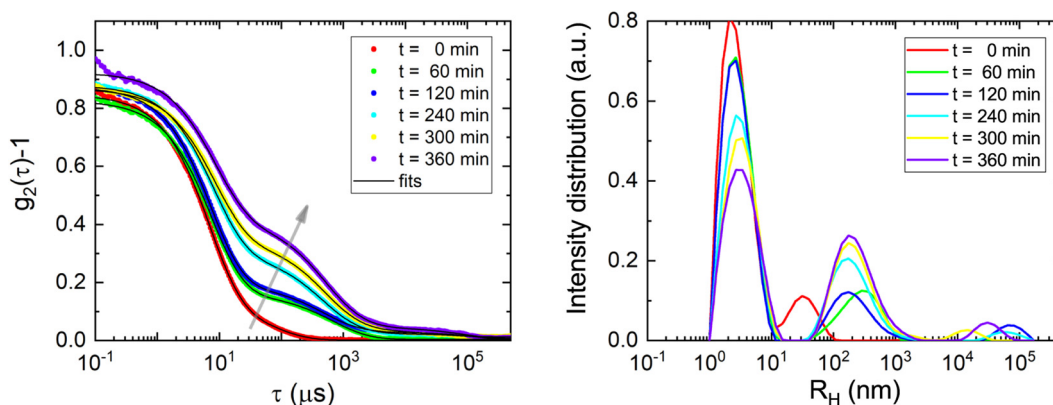 g₂(τ)-1
1.0
0.8
0.6
0.4
0.2
0.0
t = 0 min
t = 60 min
t = 120 min
t = 240 min
t = 300 min
t = 360 min
fits
10⁻¹ 10¹ 10³ 10⁵
τ (μs)
Intensity distribution (a.u.)
0.8
0.6
0.4
0.2
0.0
t = 0 min
t = 60 min
t = 120 min
t = 240 min
t = 300 min
t = 360 min
10⁻¹ 10⁰ 10¹ 10² 10³ 10⁴ 10⁵
R_H (nm)